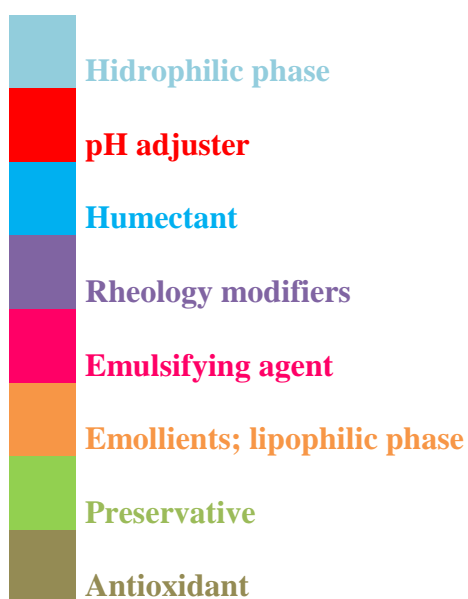 Hidrophilic phase
pH adjuster
Humectant
Rheology modifiers
Emulsifying agent
Emollients; lipophilic phase
Preservative
Antioxidant